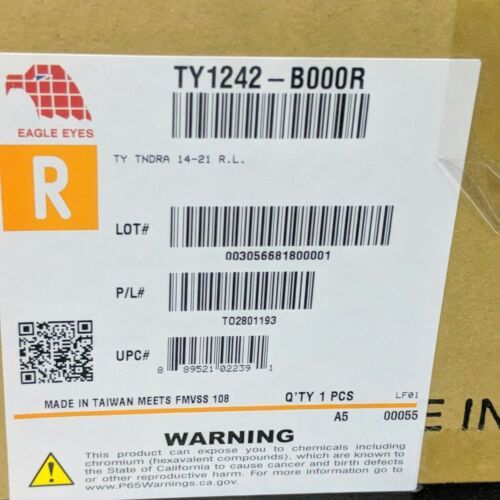 TY1242-B000R
EAGLE EYES
R
TY TNDRA 14-21 R.L.
LOT#
003056681800001
P/L#
TO2801193
UPC#
8 89521 02239 1
MADE IN TAIWAN MEETS FMVSS 108
Q'TY 1 PCS
LF01
A5 00055
E IN
WARNING
This product can expose you to chemicals including
chromium (hexavalent compounds), which are known to
the State of California to cause cancer and birth defects
or other reproductive harm. For more information go to
www.P65Warnings.ca.gov.